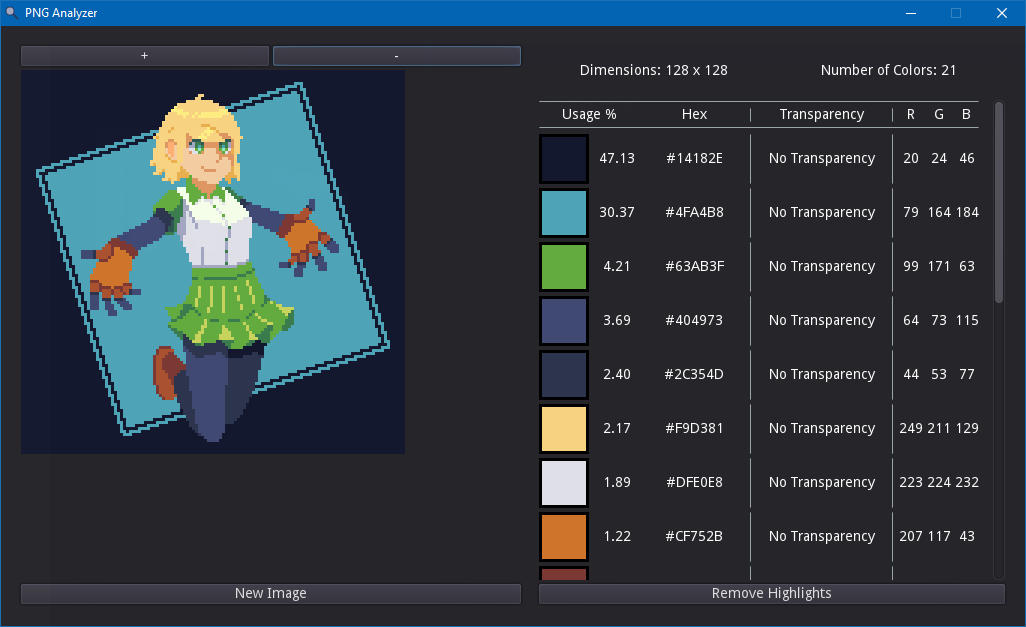 PNG Analyzer
+ -
Dimensions: 128 x 128 Number of Colors: 21
Usage % Hex Transparency R G B
47.13 #14182E No Transparency 20 24 46
30.37 #4FA4B8 No Transparency 79 164 184
4.21 #63AB3F No Transparency 99 171 63
3.69 #404973 No Transparency 64 73 115
2.40 #2C354D No Transparency 44 53 77
2.17 #F9D381 No Transparency 249 211 129
1.89 #DFE0E8 No Transparency 223 224 232
1.22 #CF752B No Transparency 207 117 43
New Image Remove Highlights